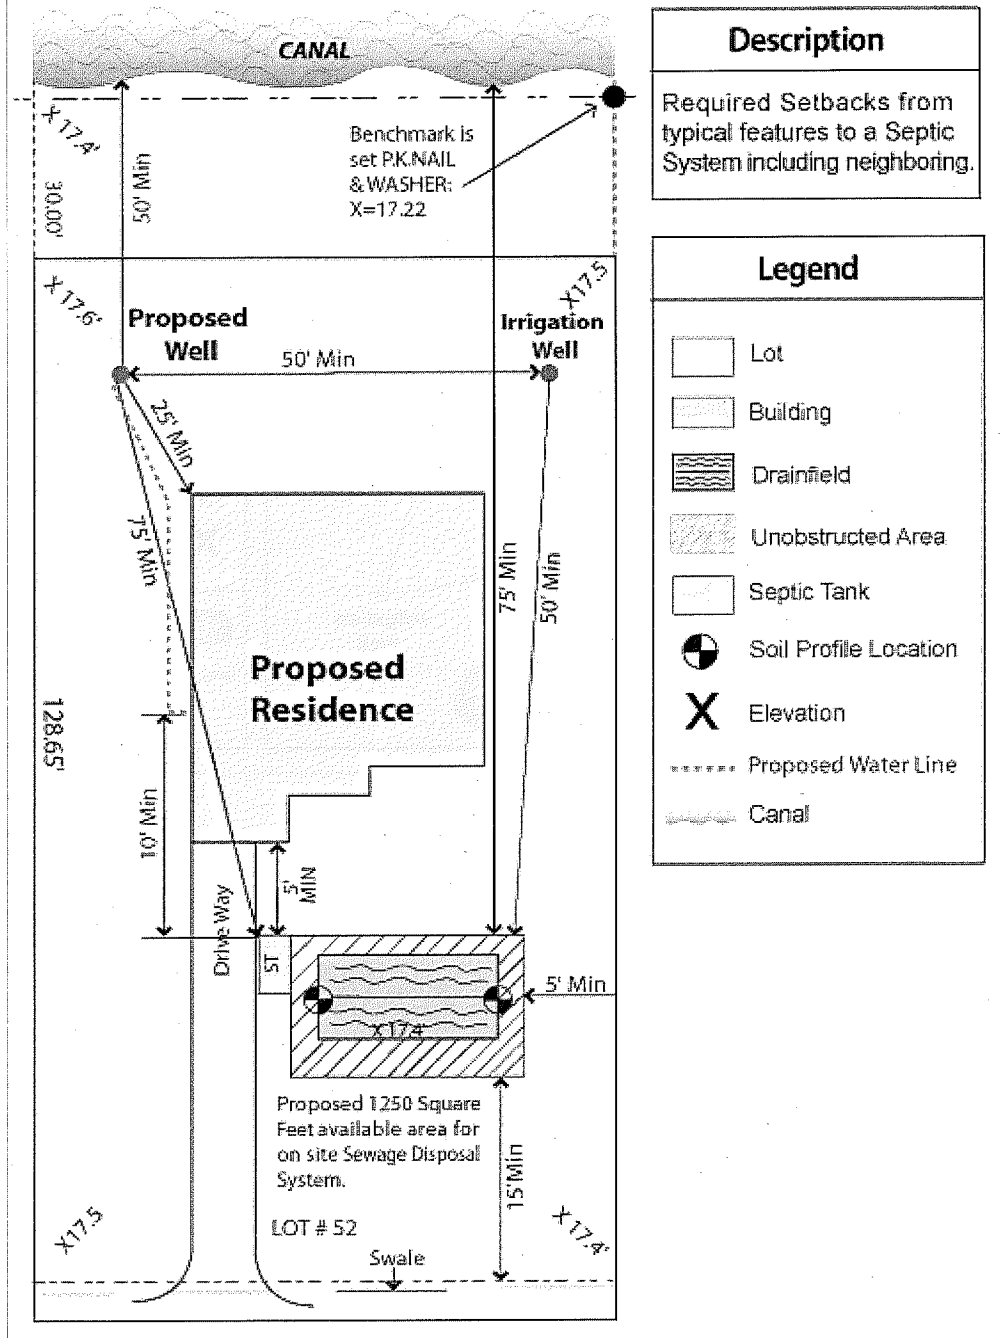 CANAL
Description
Required Setbacks from
typical features to a Septic
System including neighboring.
X 17.4'
30.00'
50' Min
Benchmark is
set P.K.NAIL
& WASHER:
X=17.22
Legend
Lot
Building
Drainfield
Unobstructed Area
Septic Tank
Soil Profile Location
X Elevation
Proposed Water Line
Canal
X 17.6'
X17.5
Proposed
Well
Irrigation
Well
50' Min
25' Min
75' Min
75' Min
50' Min
Proposed
Residence
128.65'
10' Min
5'
MIN
Drive Way
ST
5' Min
X 17.4'
Proposed 1250 Square
Feet available area for
on site Sewage Disposal
System.
15' Min
LOT # 52
X17.5
X 17.4'
Swale